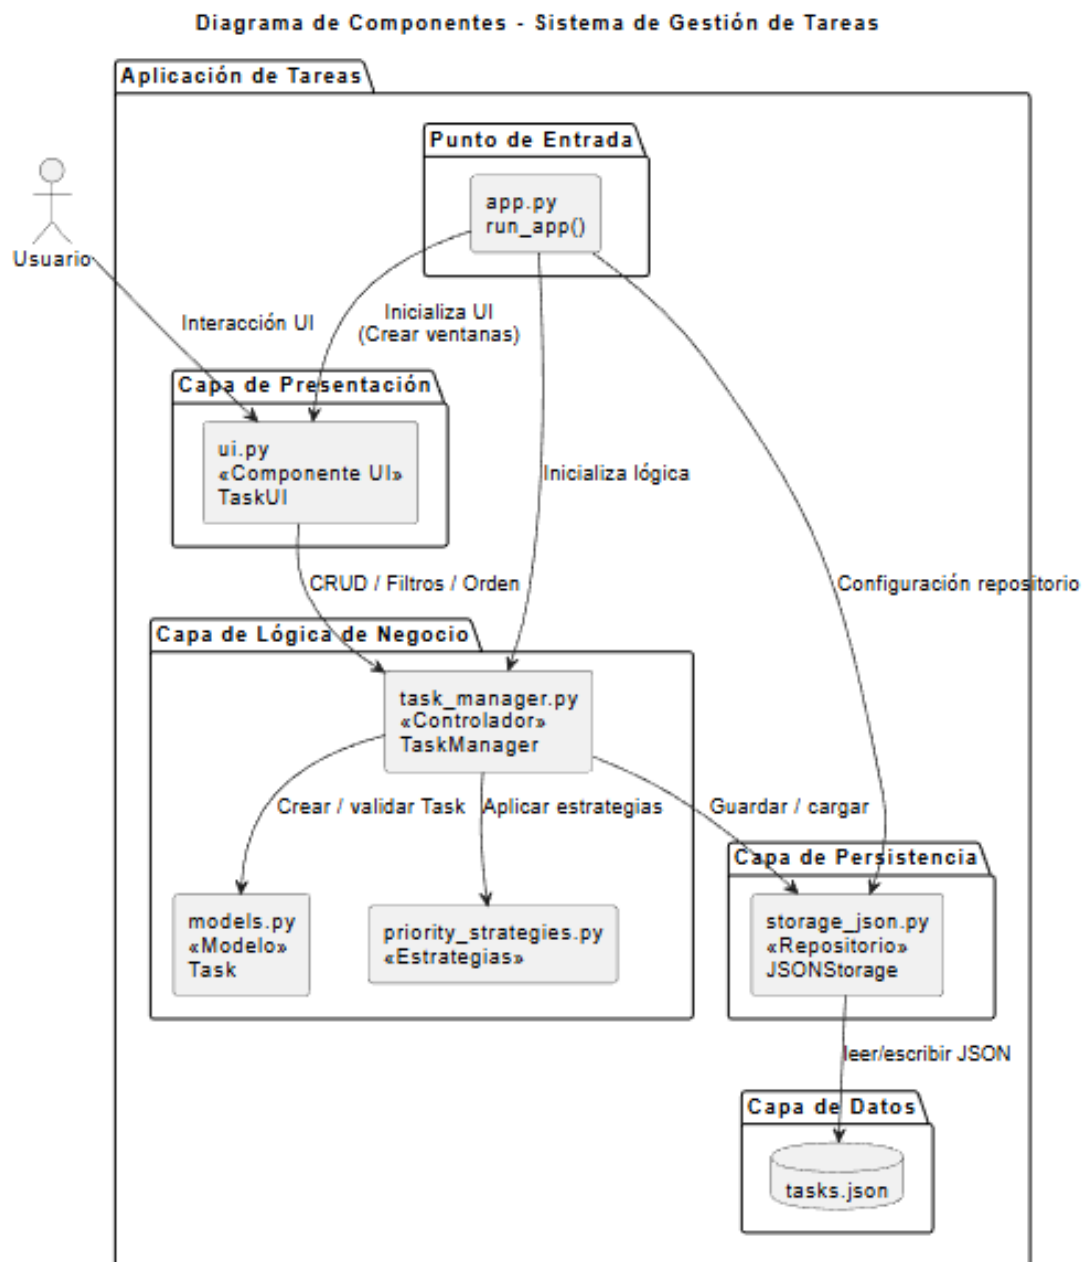 Diagrama de Componentes - Sistema de Gestión de Tareas
Aplicación de Tareas
Punto de Entrada
app.py
run_app()
Usuario
Interacción UI
Inicializa UI
(Crear ventanas)
Capa de Presentación
ui.py
«Componente UI»
TaskUI
Inicializa lógica
CRUD / Filtros / Orden
Configuración repositorio
Capa de Lógica de Negocio
task_manager.py
«Controlador»
TaskManager
Crear / validar Task
Aplicar estrategias
Guardar / cargar
Capa de Persistencia
models.py
«Modelo»
Task
priority_strategies.py
«Estrategias»
storage_json.py
«Repositorio»
JSONStorage
leer/escribir JSON
Capa de Datos
tasks.json